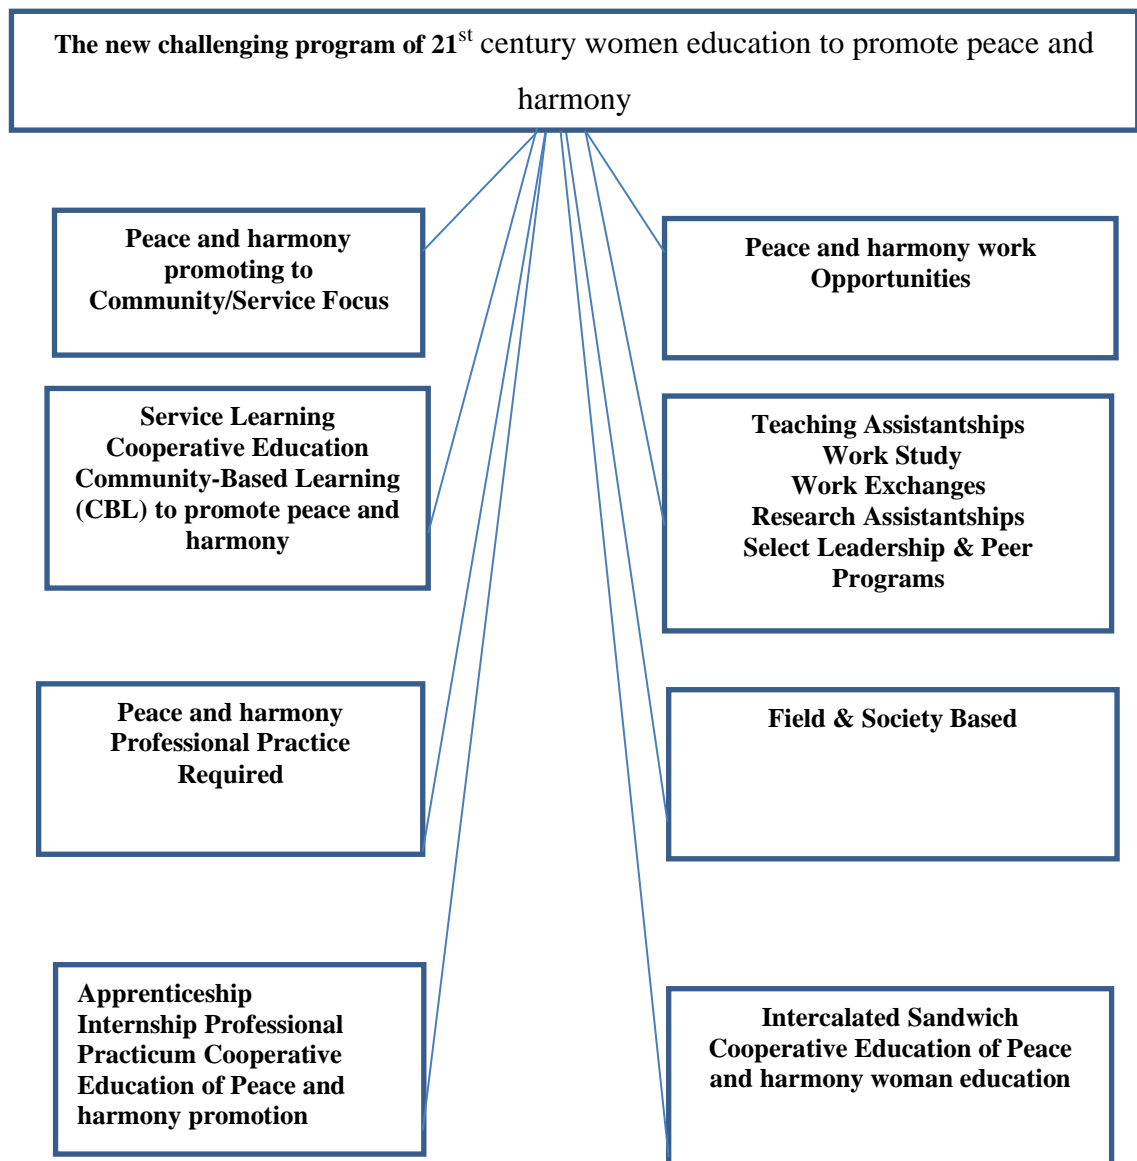 The new challenging program of 21st century women education to promote peace and
harmony
Peace and harmony
promoting to
Community/Service Focus
Peace and harmony work
Opportunities
Service Learning
Cooperative Education
Community-Based Learning
(CBL) to promote peace and
harmony
Teaching Assistantships
Work Study
Work Exchanges
Research Assistantships
Select Leadership & Peer
Programs
Peace and harmony
Professional Practice
Required
Field & Society Based
Apprenticeship
Internship Professional
Practicum Cooperative
Education of Peace and
harmony promotion
Intercalated Sandwich
Cooperative Education of Peace
and harmony woman education